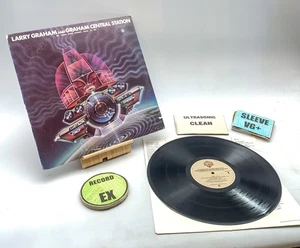 LARRY GRAHAM AND GRAHAM CENTRAL STATION
ULTRASONIC
CLEAN
SLEEVE
VG+
RECORD
EX